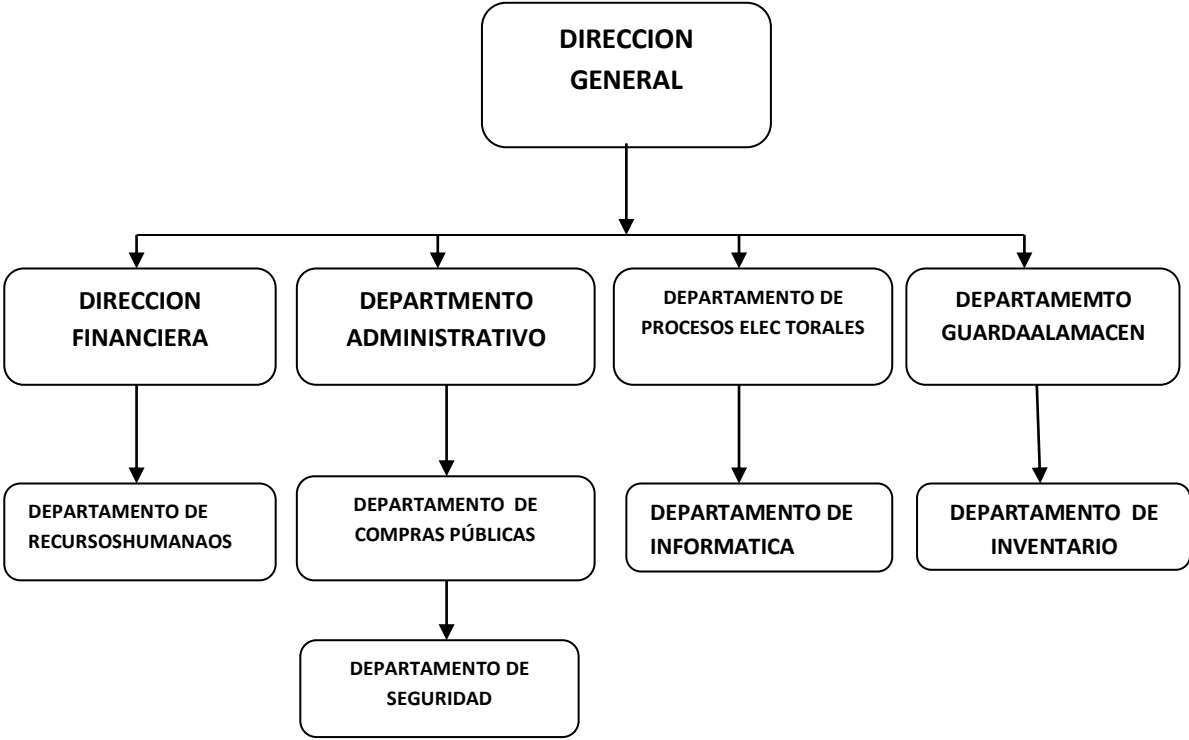 DIRECCION
GENERAL
DIRECCION
FINANCIERA
DEPARTMENTO
ADMINISTRATIVO
DEPARTAMENTO DE
PROCESOS ELEC TORALES
DEPARTAMEMTO
GUARDAALAMACEN
DEPARTAMENTO DE
RECURSOSHUMANAOS
DEPARTAMENTO DE
COMPRAS PÚBLICAS
DEPARTAMENTO DE
INFORMATICA
DEPARTAMENTO DE
INVENTARIO
DEPARTAMENTO DE
SEGURIDAD